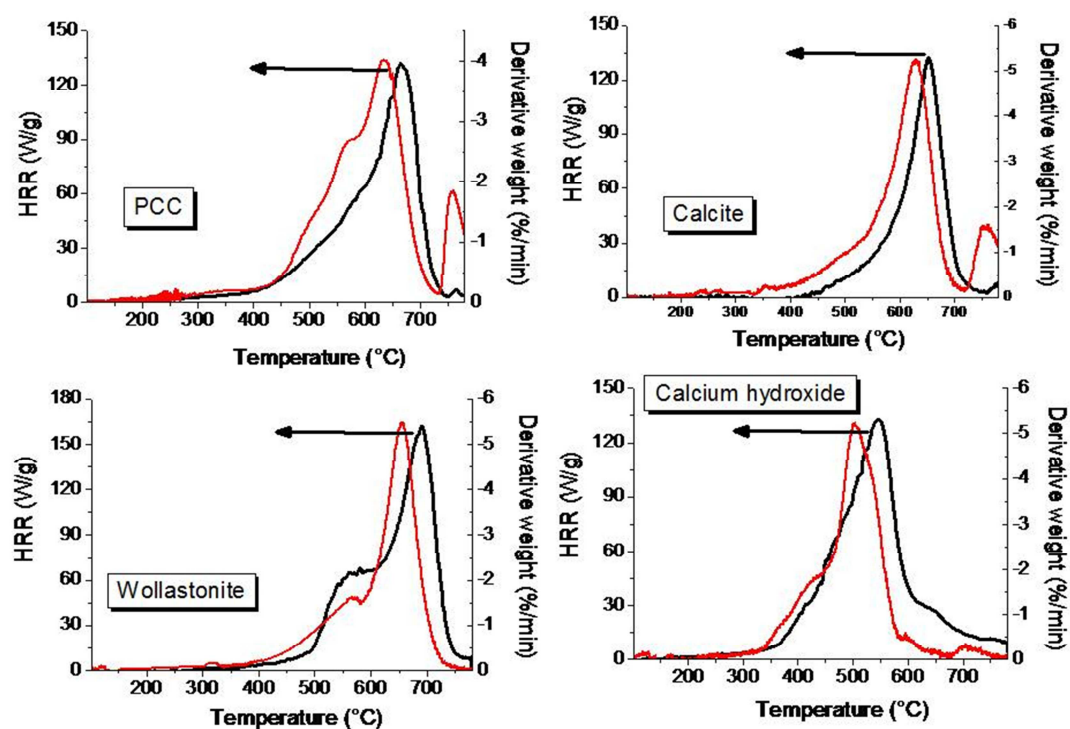 150
120
90
60
30
0
HRR (W/g)
PCC
200 300 400 500 600 700
Temperature (°C)
-4
-3
-2
-1
0
Derivative weight (%/min)
150
120
90
60
30
0
HRR (W/g)
Calcite
200 300 400 500 600 700
Temperature (°C)
-6
-5
-4
-3
-2
-1
0
Derivative weight (%/min)
180
150
120
90
60
30
0
HRR (W/g)
Wollastonite
200 300 400 500 600 700
Temperature (°C)
-6
-5
-4
-3
-2
-1
0
Derivative weight (%/min)
Calcium hydroxide
150
120
90
60
30
0
HRR (W/g)
200 300 400 500 600 700
Temperature (°C)
-6
-5
-4
-3
-2
-1
0
Derivative weight (%/min)